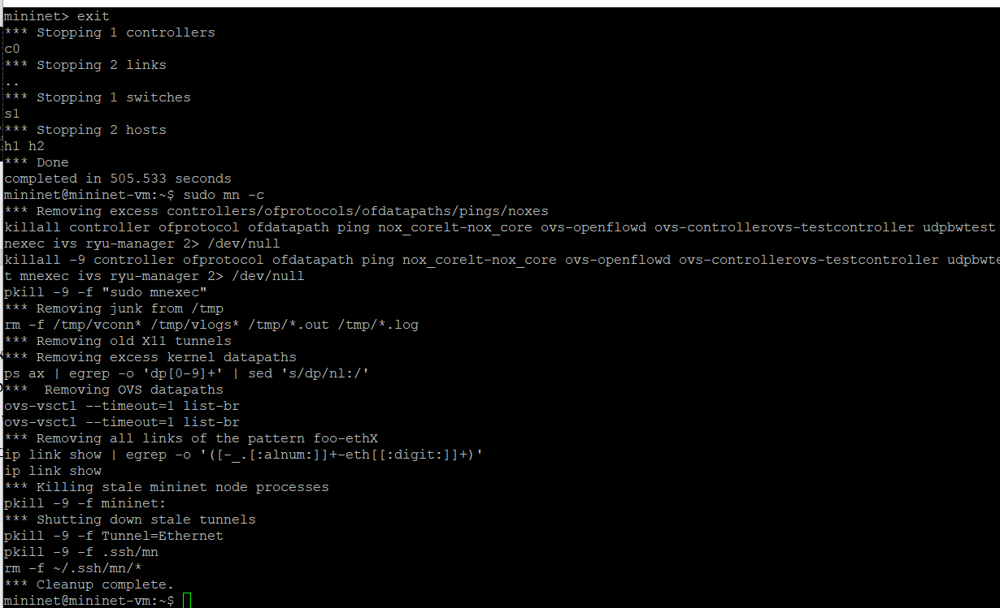 mininet> exit
*** Stopping 1 controllers
c0
*** Stopping 2 links
..
*** Stopping 1 switches
s1
*** Stopping 2 hosts
h1 h2
*** Done
completed in 505.533 seconds
mininet@mininet-vm:~$ sudo mn -c
*** Removing excess controllers/ofprotocols/ofdatapaths/pings/noxes
killall controller ofprotocol ofdatapath ping nox_corelt-nox_core ovs-openflowd ovs-controllerovs-testcontroller udpbwtest
nexec ivs ryu-manager 2> /dev/null
killall -9 controller ofprotocol ofdatapath ping nox_corelt-nox_core ovs-openflowd ovs-controllerovs-testcontroller udpbwte
t mnexec ivs ryu-manager 2> /dev/null
pkill -9 -f "sudo mnexec"
*** Removing junk from /tmp
rm -f /tmp/vconn* /tmp/vlogs* /tmp/*.out /tmp/*.log
*** Removing old X11 tunnels
*** Removing excess kernel datapaths
ps ax | egrep -o 'dp[0-9]+' | sed 's/dp/nl:/'
***  Removing OVS datapaths
ovs-vsctl --timeout=1 list-br
ovs-vsctl --timeout=1 list-br
*** Removing all links of the pattern foo-ethX
ip link show | egrep -o '([-_.[:alnum:]]+-eth[[:digit:]]+)'
ip link show
*** Killing stale mininet node processes
pkill -9 -f mininet:
*** Shutting down stale tunnels
pkill -9 -f Tunnel=Ethernet
pkill -9 -f .ssh/mn
rm -f ~/.ssh/mn/*
*** Cleanup complete.
mininet@mininet-vm:~$